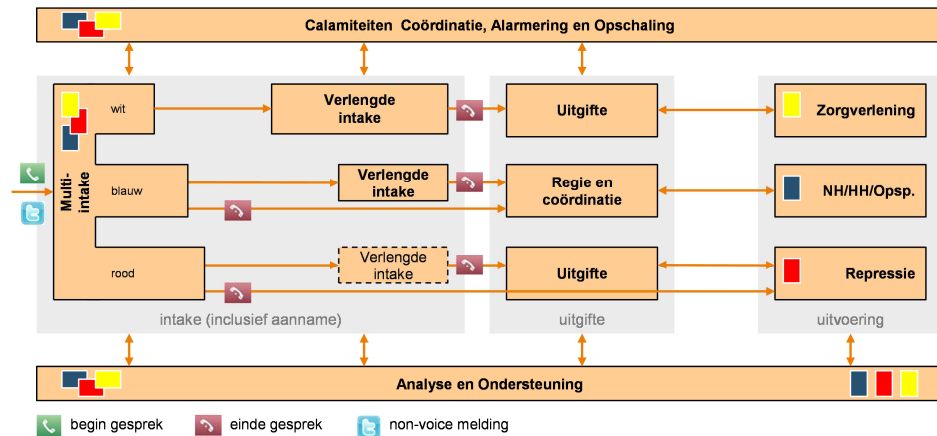 Calamiteiten Coördinatie, Alarmering en Opschaling
Multi-
intake
wit
Verlengde
intake
Uitgifte
Zorgverlening
blauw
Verlengde
intake
Regie en
coördinatie
NH/HH/Opsp.
rood
Verlengde
intake
Uitgifte
Repressie
intake (inclusief aanname)
uitgifte
uitvoering
Analyse en Ondersteuning
begin gesprek
einde gesprek
non-voice melding